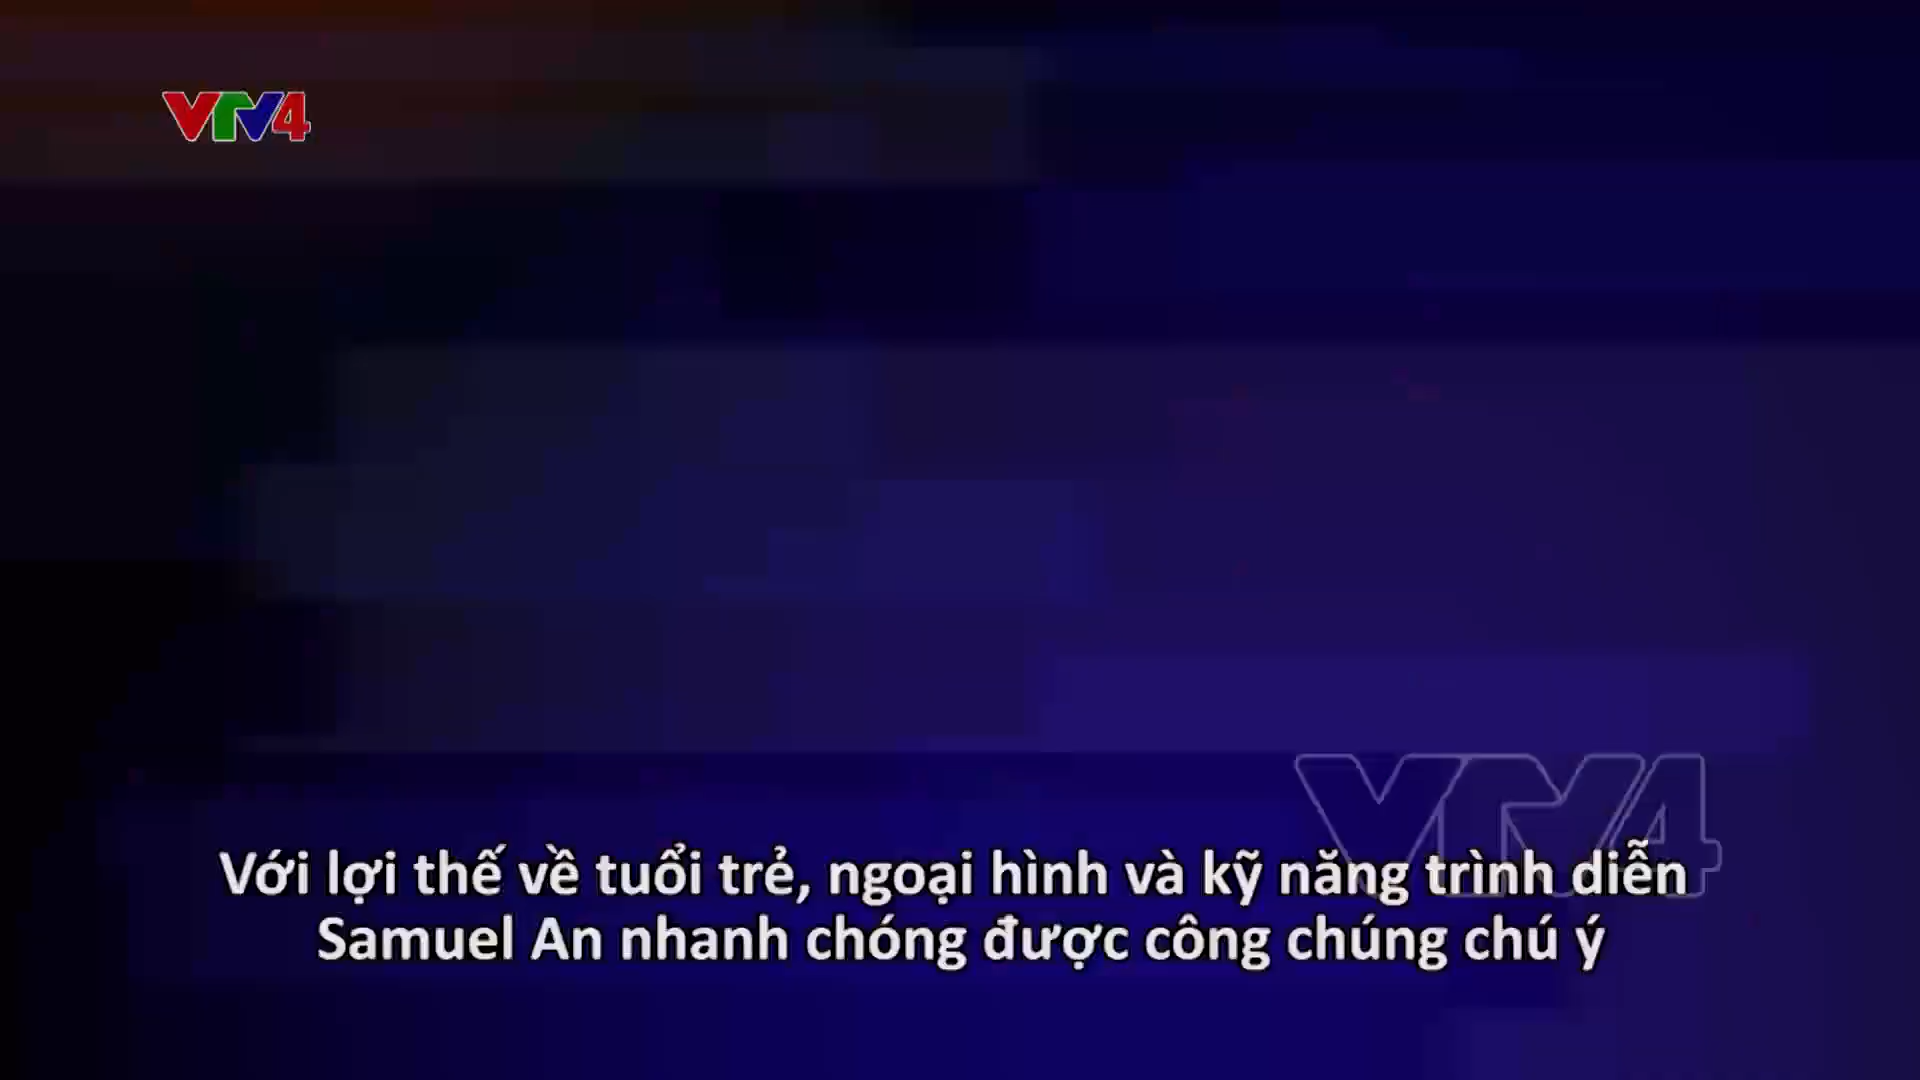 VTV4
VTV4
Với lợi thế về tuổi trẻ, ngoại hình và kỹ năng trình diễn
Samuel An nhanh chóng được công chúng chú ý